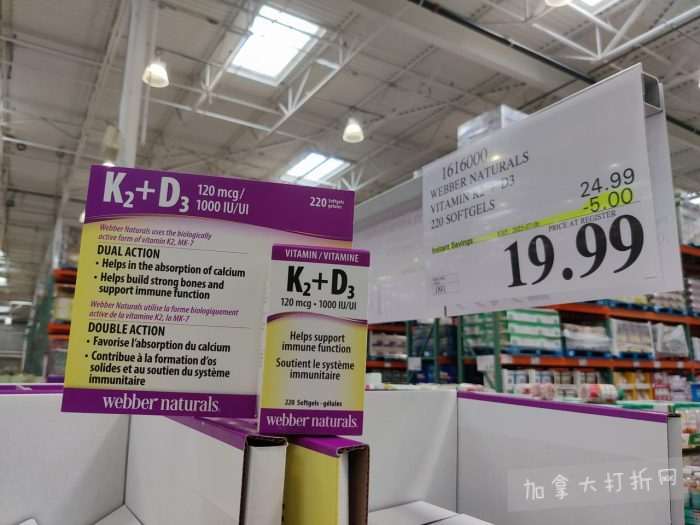 K2+D3 120 mcg/
1000 IU/UI
220 Softgels
gélules
Webber Naturals uses the biologically
active form of vitamin K2, MK-7
DUAL ACTION
• Helps in the absorption of calcium
• Helps build strong bones and
support immune function
Webber Naturals utilise la forme biologiquement
active de la vitamine K2, la MK-7
DOUBLE ACTION
• Favorise l'absorption du calcium
• Contribue à la formation d'os
solides et au soutien du système
immunitaire
webber naturals
VITAMIN / VITAMINE
K2+D3
120 mcg • 1000 IU/UI
Helps support
immune function
Soutient le système
immunitaire
220 Softgels • gélules
webber naturals
1616000
WEBBER NATURALS
VITAMIN K2 + D3
220 SOFTGELS
24.99
Instant Savings
-5.00
PRICE AT REGISTER
19.99
加拿大打折网